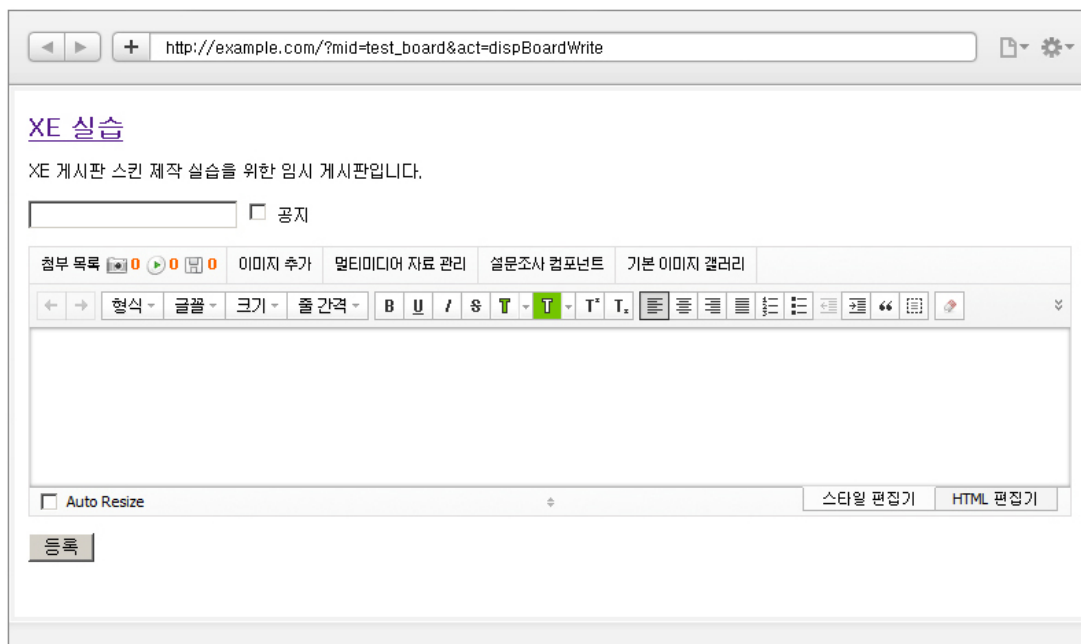 http://example.com/?mid=test_board&act=dispBoardWrite
XE 실습
XE 게시판 스킨 제작 실습을 위한 임시 게시판입니다.
공지
첨부 목록 0 0 0 이미지 추가 멀티미디어 자료 관리 설문조사 컴포넌트 기본 이미지 갤러리
형식 글꼴 크기 줄 간격 B U I S T T Tx Tx
Auto Resize 스타일 편집기 HTML 편집기
등록